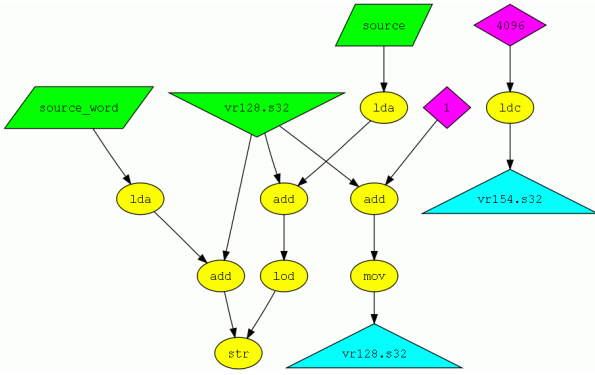 source
4096
source_word
vr128.s32
lda
1
ldc
lda
add
add
vr154.s32
add
lod
mov
str
vr128.s32